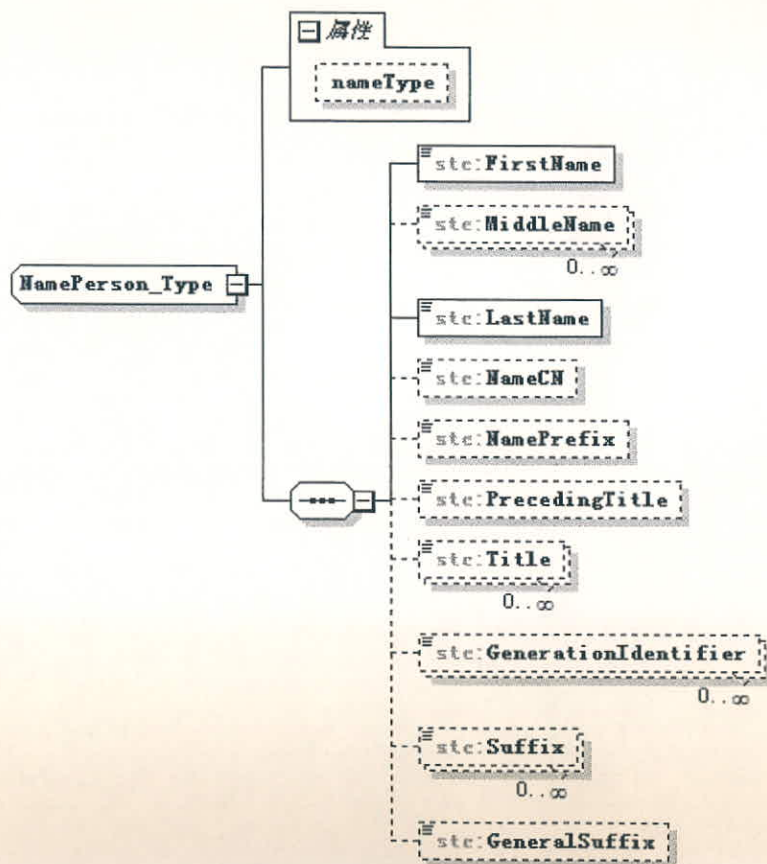 属性
nameType
stc:FirstName
stc:MiddleName
0..∞
NamePerson_Type
stc:LastName
stc:NameCN
stc:NamePrefix
stc:PrecedingTitle
stc:Title
0..∞
stc:GenerationIdentifier
0..∞
stc:Suffix
0..∞
stc:GeneralSuffix